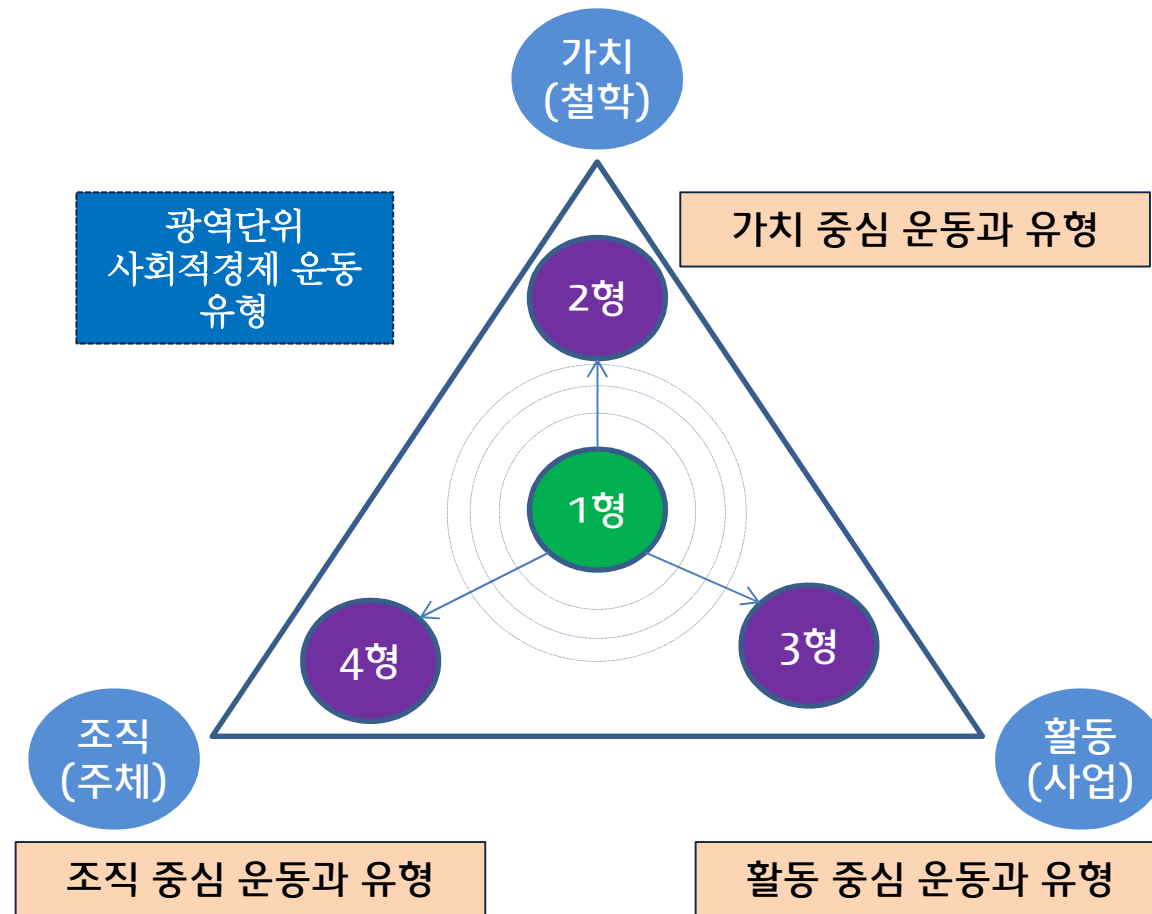 가치
(철학)
광역단위
사회적경제 운동
유형
가치 중심 운동과 유형
2형
1형
4형
3형
조직
(주체)
활동
(사업)
조직 중심 운동과 유형
활동 중심 운동과 유형